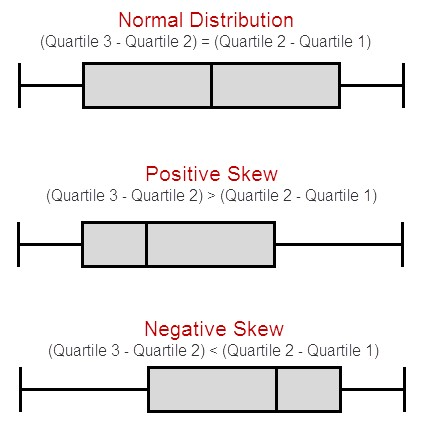 Normal Distribution
(Quartile 3 - Quartile 2) = (Quartile 2 - Quartile 1)
Positive Skew
(Quartile 3 - Quartile 2) > (Quartile 2 - Quartile 1)
Negative Skew
(Quartile 3 - Quartile 2) < (Quartile 2 - Quartile 1)